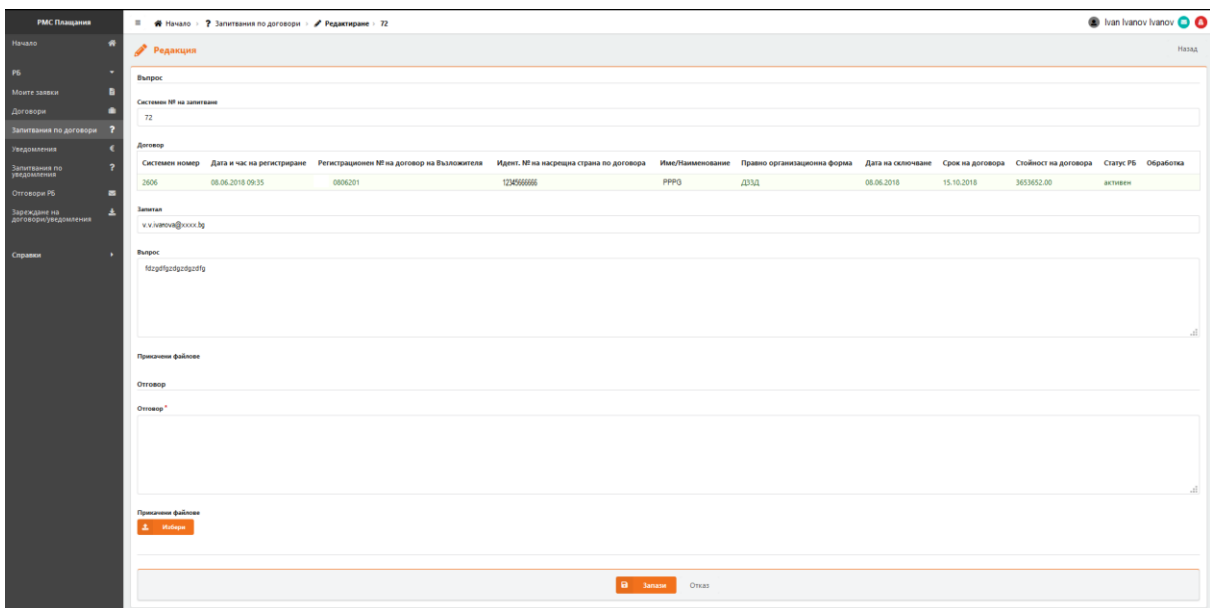 РМС Плащания
Начало › ? Запитвания по договори › Редактиране › 72
Ivan Ivanov Ivanov
Начало
РБ
Моите заявки
Договори
Запитвания по договори ?
Уведомления €
Запитвания по ?
уведомления
Отговори РБ
Зареждане на
договори/уведомления
Справки
Редакция
Назад
Въпрос
Системен № на запитване
72
Договор
Системен номер Дата и час на регистриране Регистрационен № на договор на Възложителя Идент. № на насрещна страна по договора Име/Наименование Правно организационна форма Дата на сключване Срок на договора Стойност на договора Статус РБ Обработка
2606 08.06.2018 09:35 0806201 12345666666 PPPG ДЗЗД 08.06.2018 15.10.2018 3653652.00 активен
Запитал
v.v.ivanova@xxxx.bg
Въпрос
fdzgdfgzdgzdgzdfg
Прикачени файлове
Отговор
Отговор *
Прикачени файлове
Избери
Запази Отказ